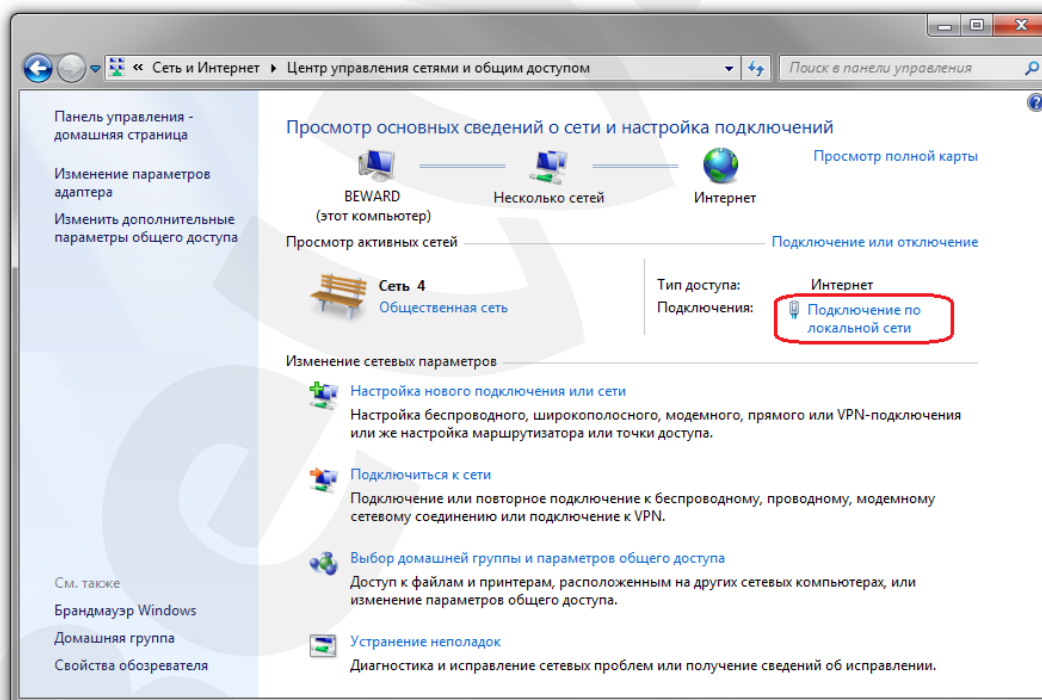 « Сеть и Интернет ▸ Центр управления сетями и общим доступом
Поиск в панели управления
Панель управления -
домашняя страница
Изменение параметров
адаптера
Изменить дополнительные
параметры общего доступа
Просмотр основных сведений о сети и настройка подключений
Просмотр полной карты
BEWARD
(этот компьютер)
Несколько сетей
Интернет
Просмотр активных сетей
Подключение или отключение
Сеть 4
Общественная сеть
Тип доступа: Интернет
Подключения: Подключение по
локальной сети
Изменение сетевых параметров
Настройка нового подключения или сети
Настройка беспроводного, широкополосного, модемного, прямого или VPN-подключения
или же настройка маршрутизатора или точки доступа.
Подключиться к сети
Подключение или повторное подключение к беспроводному, проводному, модемному
сетевому соединению или подключение к VPN.
Выбор домашней группы и параметров общего доступа
Доступ к файлам и принтерам, расположенным на других сетевых компьютерах, или
изменение параметров общего доступа.
Устранение неполадок
Диагностика и исправление сетевых проблем или получение сведений об исправлении.
См. также
Брандмауэр Windows
Домашняя группа
Свойства обозревателя